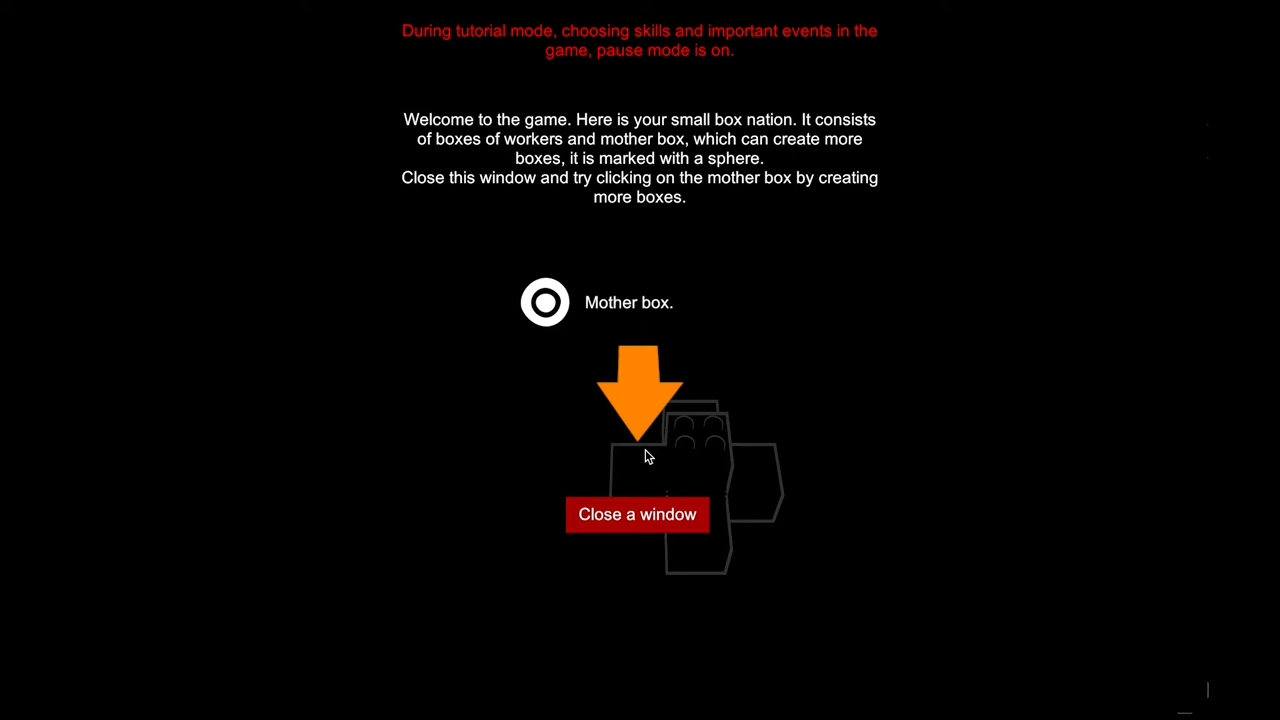 During tutorial mode, choosing skills and important events in the
game, pause mode is on.
Welcome to the game. Here is your small box nation. It consists
of boxes of workers and mother box, which can create more
boxes, it is marked with a sphere.
Close this window and try clicking on the mother box by creating
more boxes.
Mother box.
Close a window